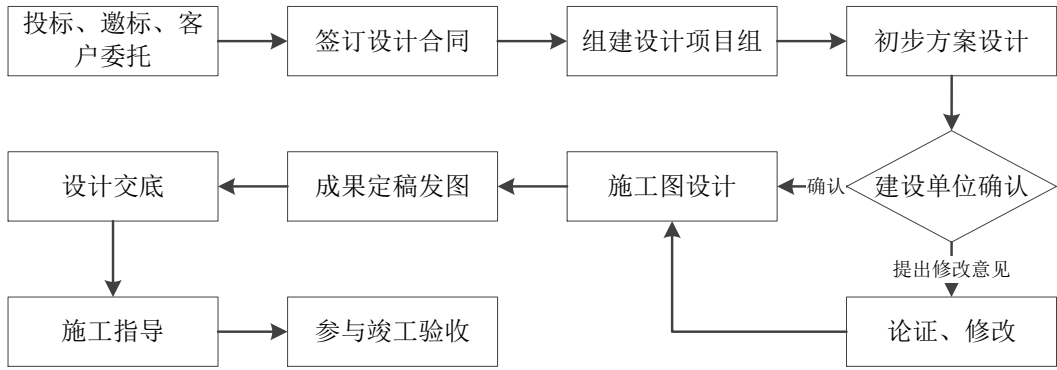 投标、邀标、客
户委托
签订设计合同
组建设计项目组
初步方案设计
建设单位确认
确认
施工图设计
成果定稿发图
设计交底
提出修改意见
论证、修改
施工指导
参与竣工验收